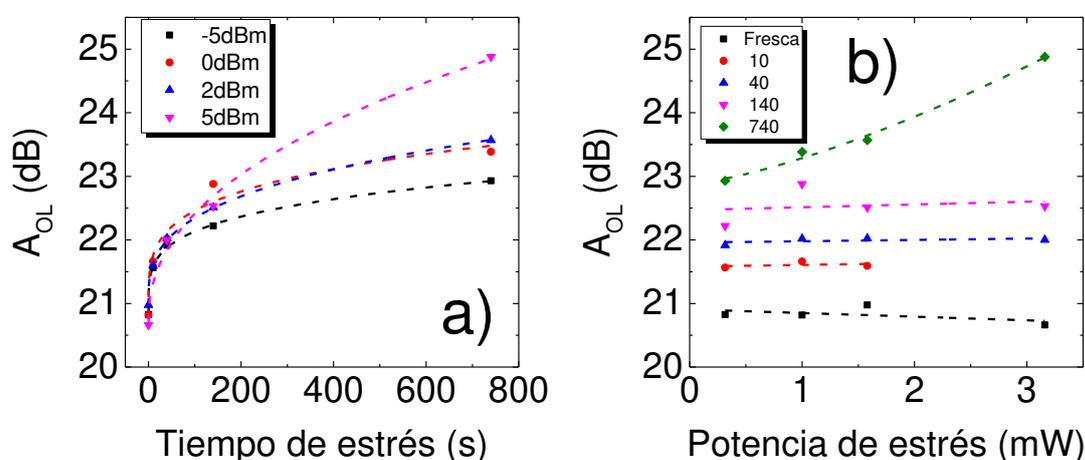 -5dBm
0dBm
2dBm
5dBm
a)
25
24
23
22
21
20
A_OL (dB)
0 200 400 600 800
Tiempo de estrés (s)
Fresca
10
40
140
740
b)
25
24
23
22
21
20
A_OL (dB)
0 1 2 3
Potencia de estrés (mW)